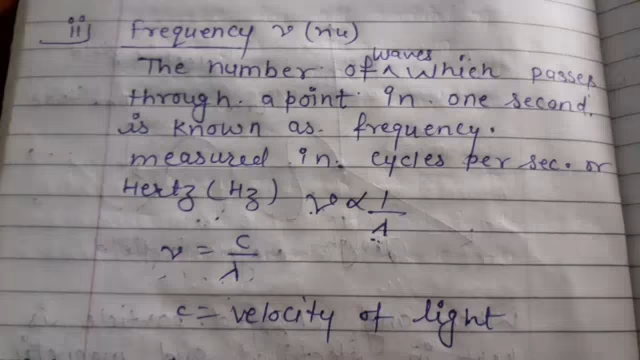 ii) Frequency ν (niu)
The number of waves which passes
through a point in one second.
is known as frequency.
measured in cycles per sec. or
Hertz (Hz) ν ∝ 1/λ
ν = c/λ
c = velocity of light